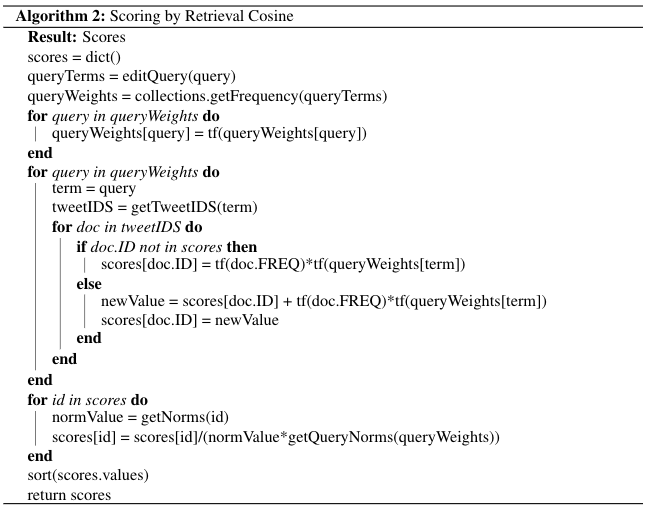 Algorithm 2: Scoring by Retrieval Cosine
Result: Scores
scores = dict()
queryTerms = editQuery(query)
queryWeights = collections.getFrequency(queryTerms)
for query in queryWeights do
queryWeights[query] = tf(queryWeights[query])
end
for query in queryWeights do
term = query
tweetIDS = getTweetIDS(term)
for doc in tweetIDS do
if doc.ID not in scores then
scores[doc.ID] = tf(doc.FREQ)*tf(queryWeights[term])
else
newValue = scores[doc.ID] + tf(doc.FREQ)*tf(queryWeights[term])
scores[doc.ID] = newValue
end
end
end
for id in scores do
normValue = getNorms(id)
scores[id] = scores[id]/(normValue*getQueryNorms(queryWeights))
end
sort(scores.values)
return scores